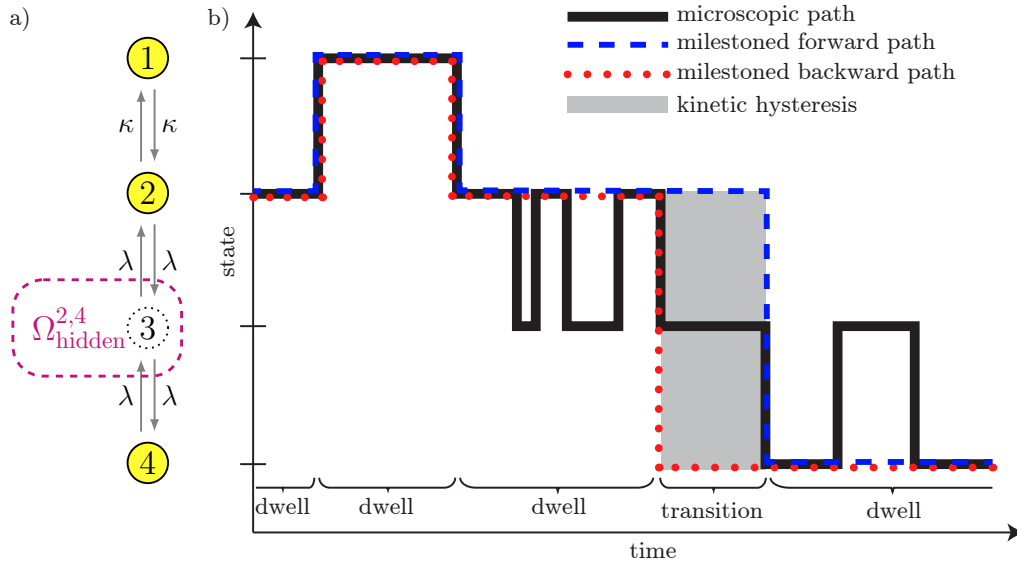 a)
1
κ κ
2
λ λ
Ω^{2,4}_{hidden}
3
λ λ
4
b)
microscopic path
milestoned forward path
milestoned backward path
kinetic hysteresis
state
dwell dwell dwell transition dwell
time